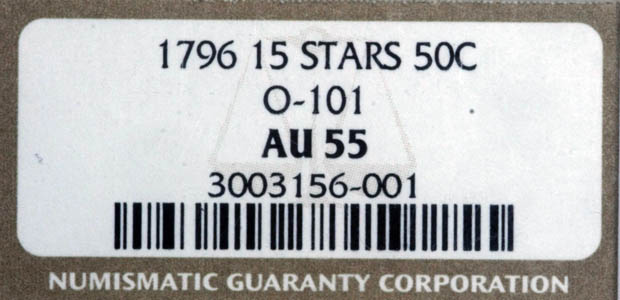 1796 15 STARS 50C
O-101
AU 55
3003156-001
NUMISMATIC GUARANTY CORPORATION